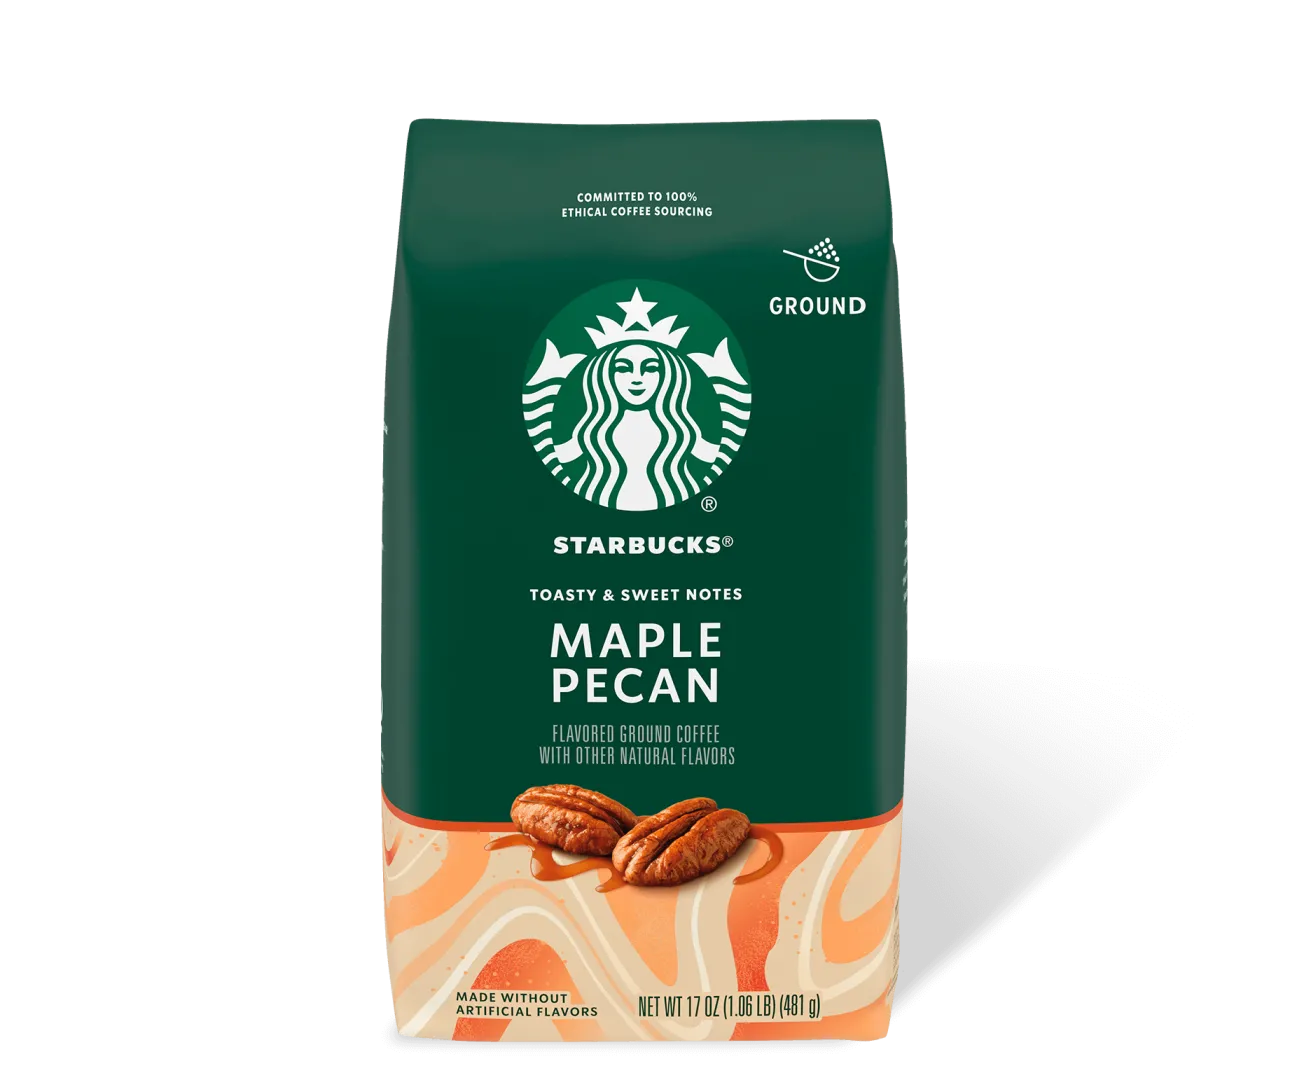 COMMITTED TO 100%
ETHICAL COFFEE SOURCING
GROUND
®
STARBUCKS®
TOASTY & SWEET NOTES
MAPLE
PECAN
FLAVORED GROUND COFFEE
WITH OTHER NATURAL FLAVORS
MADE WITHOUT
ARTIFICIAL FLAVORS
NET WT 17 OZ (1.06 LB) (481 g)